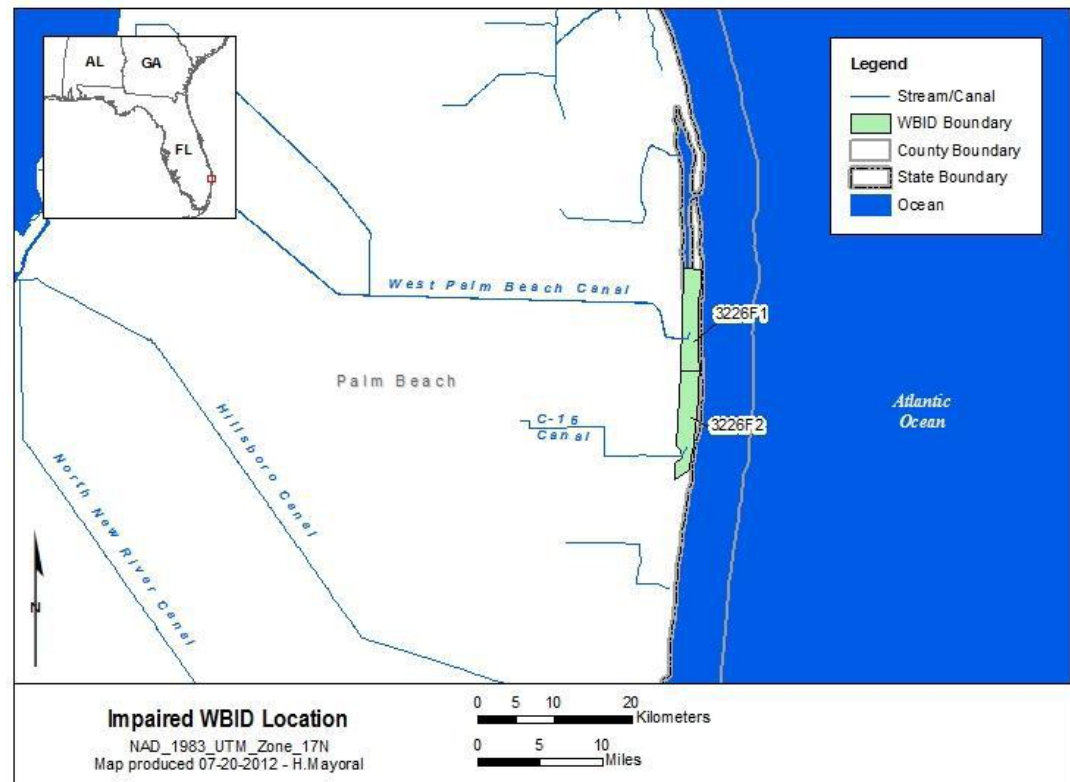 AL
GA
FL
Legend
Stream/Canal
WBID Boundary
County Boundary
State Boundary
Ocean
West Palm Beach Canal
3226F1
Palm Beach
Hillsboro Canal
C-16
Canal
3226F2
Atlantic
Ocean
North New River Canal
N
Impaired WBID Location
NAD_1983_UTM_Zone_17N
Map produced 07-20-2012 - H.Mayoral
0 5 10 20
Kilometers
0 5 10
Miles